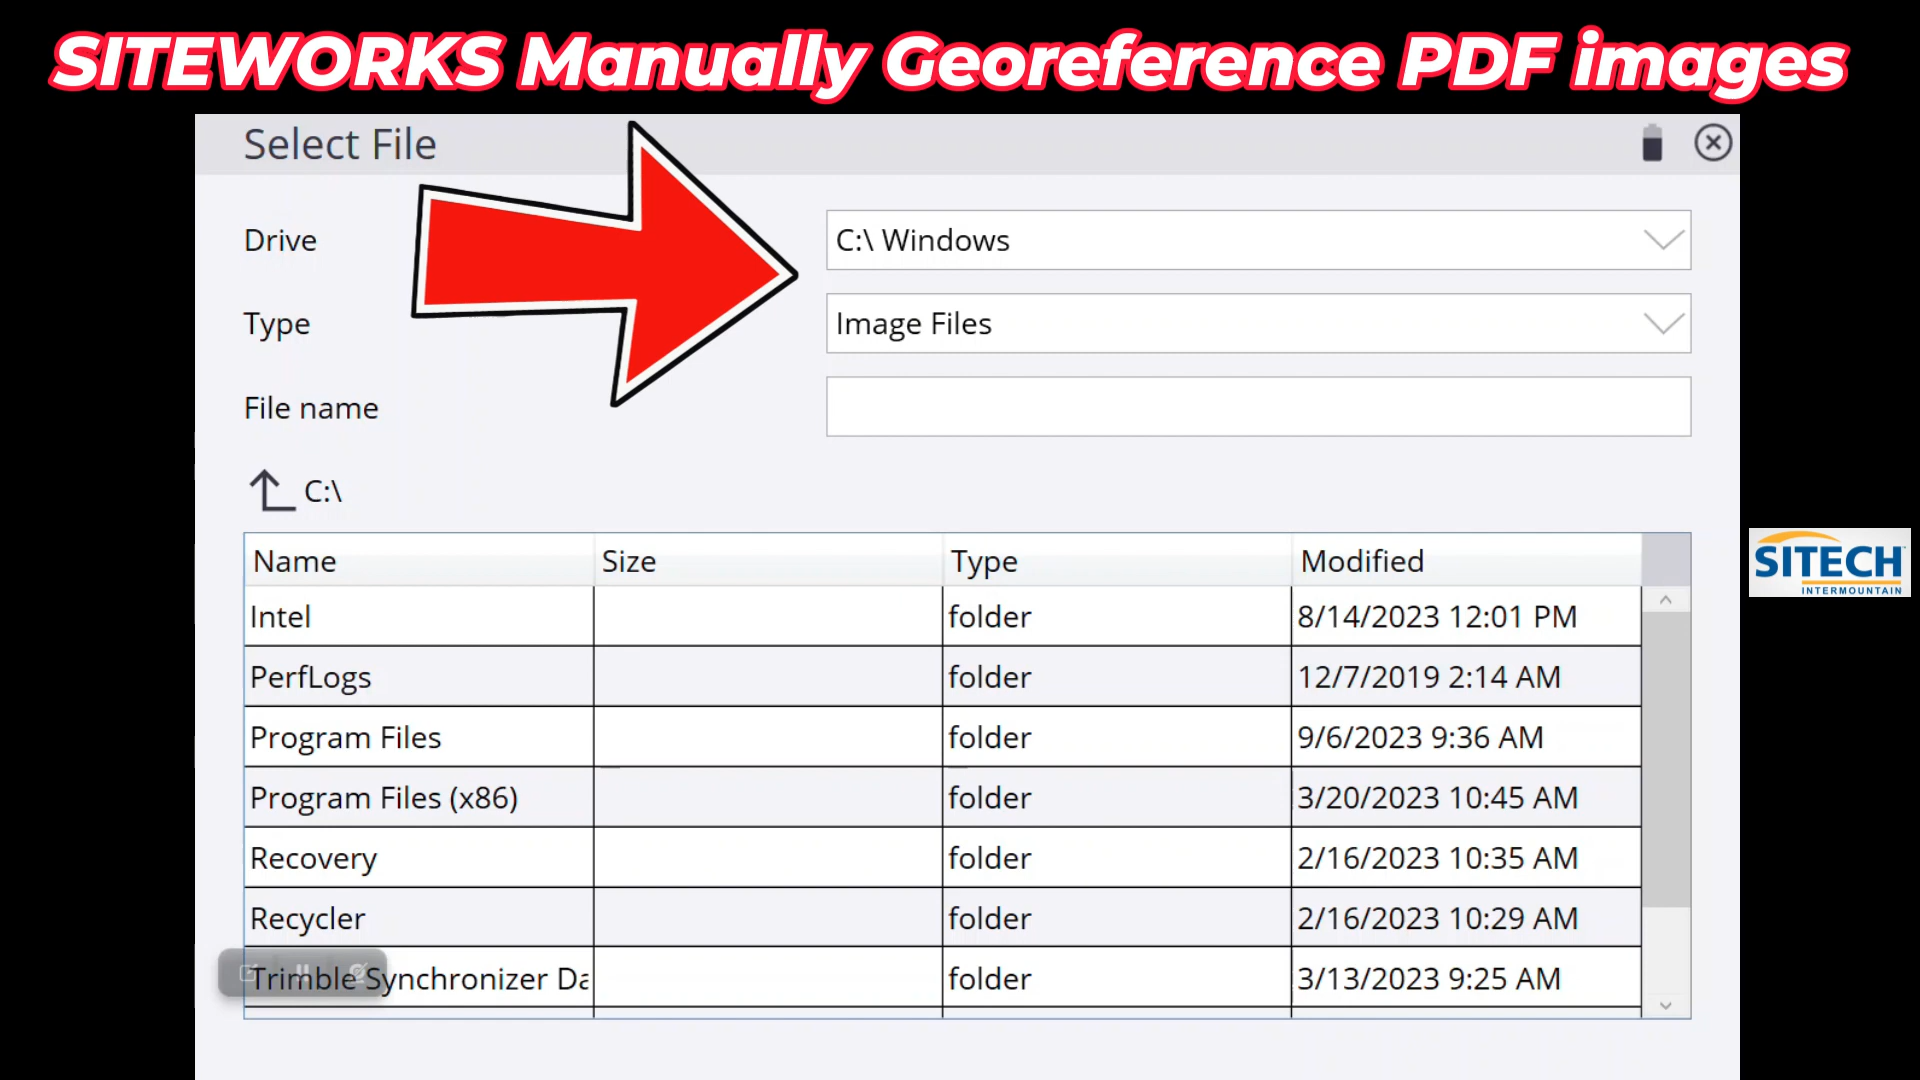 SITEWORKS Manually Georeference PDF images
Select File
Drive
C:\ Windows
Type
Image Files
File name
C:\
Name Size Type Modified
Intel folder 8/14/2023 12:01 PM
PerfLogs folder 12/7/2019 2:14 AM
Program Files folder 9/6/2023 9:36 AM
Program Files (x86) folder 3/20/2023 10:45 AM
Recovery folder 2/16/2023 10:35 AM
Recycler folder 2/16/2023 10:29 AM
Trimble Synchronizer Da folder 3/13/2023 9:25 AM
SITECH
INTERMOUNTAIN